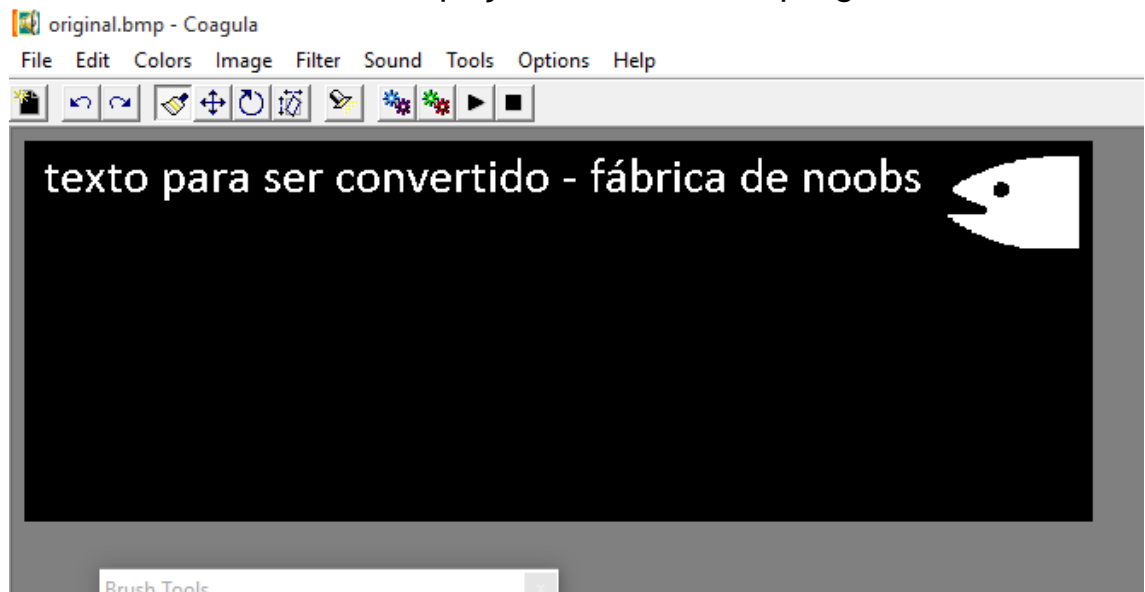 original.bmp - Coagula
File Edit Colors Image Filter Sound Tools Options Help
texto para ser convertido - fábrica de noobs
Brush Tools